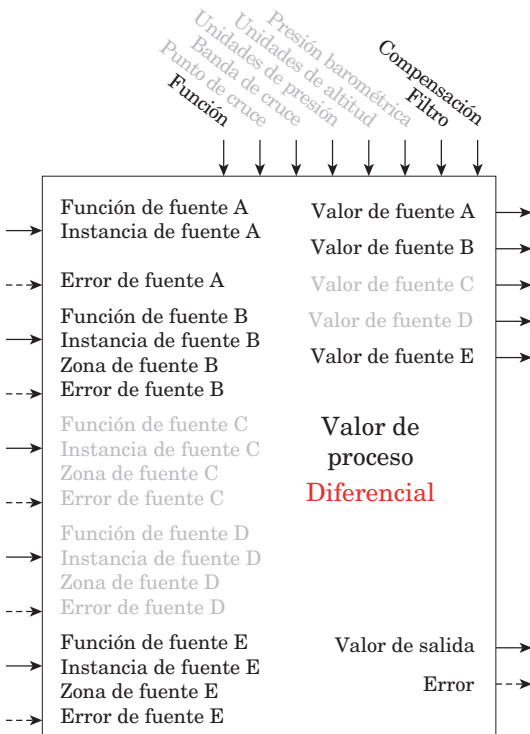 Función
Punto de cruce
Banda de cruce
Unidades de presión
Unidades de altitud
Presión barométrica
Filtro
Compensación
Función de fuente A
Instancia de fuente A
Error de fuente A
Función de fuente B
Instancia de fuente B
Zona de fuente B
Error de fuente B
Función de fuente C
Instancia de fuente C
Zona de fuente C
Error de fuente C
Función de fuente D
Instancia de fuente D
Zona de fuente D
Error de fuente D
Función de fuente E
Instancia de fuente E
Zona de fuente E
Error de fuente E
Valor de fuente A
Valor de fuente B
Valor de fuente C
Valor de fuente D
Valor de fuente E
Valor de
proceso
Diferencial
Valor de salida
Error